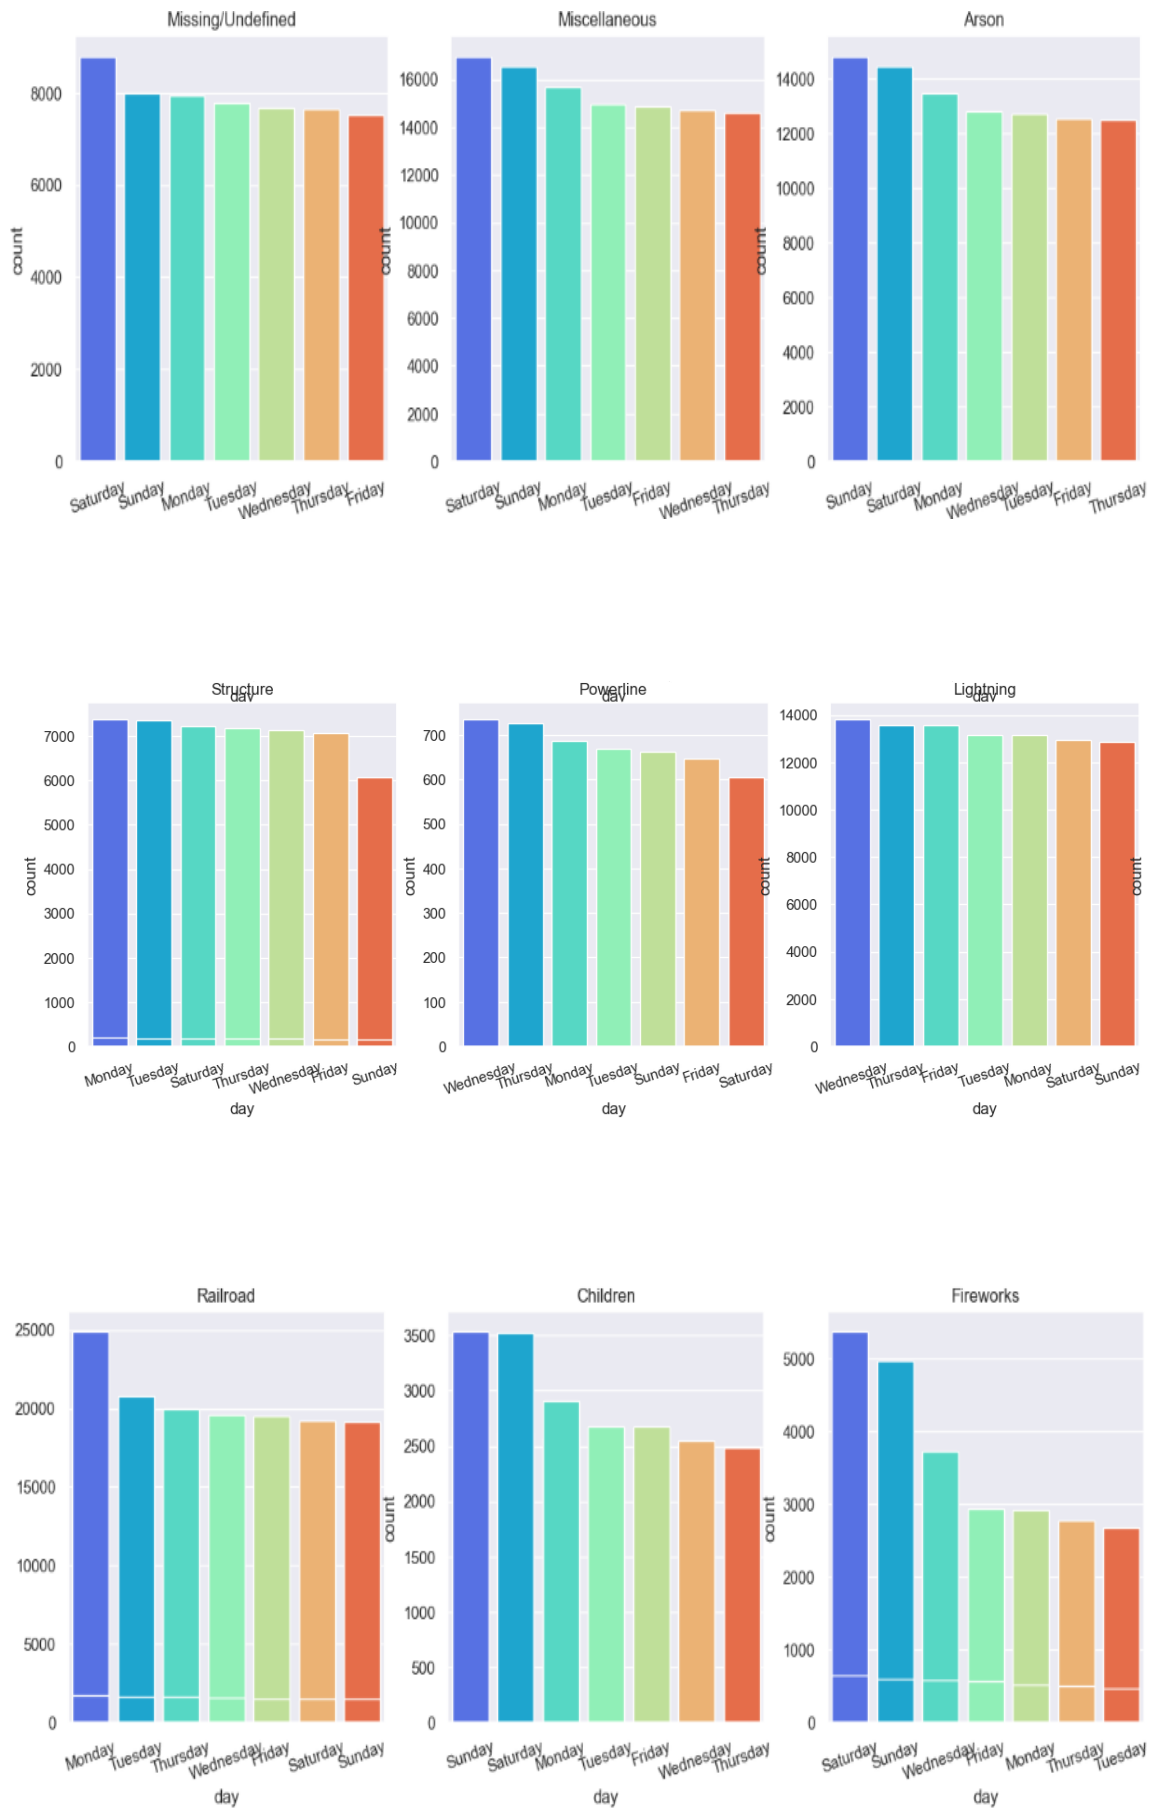 Missing/Undefined
8000
6000
4000
2000
0
count
Saturday Sunday Monday Tuesday Wednesday Thursday Friday
Miscellaneous
16000
14000
12000
10000
8000
6000
4000
2000
0
count
Saturday Sunday Monday Tuesday Friday Wednesday Thursday
Arson
14000
12000
10000
8000
6000
4000
2000
0
count
Sunday Saturday Monday Wednesday Tuesday Friday Thursday
Structure
day
7000
6000
5000
4000
3000
2000
1000
0
count
Monday Tuesday Saturday Thursday Wednesday Friday Sunday
day
Powerline
day
700
600
500
400
300
200
100
0
count
Wednesday Thursday Monday Tuesday Sunday Friday Saturday
day
Lightning
day
14000
12000
10000
8000
6000
4000
2000
0
count
count
Wednesday Thursday Friday Tuesday Monday Saturday Sunday
day
Railroad
25000
20000
15000
10000
5000
0
Monday Tuesday Thursday Wednesday Friday Saturday Sunday
day
Children
3500
3000
2500
2000
1500
1000
500
0
count
Sunday Saturday Monday Tuesday Friday Wednesday Thursday
day
Fireworks
5000
4000
3000
2000
1000
0
count
Saturday Sunday Wednesday Friday Monday Thursday Tuesday
day